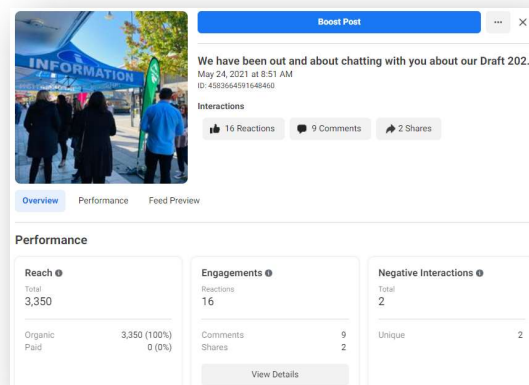 INFORMATION
Boost Post
We have been out and about chatting with you about our Draft 202.
May 24, 2021 at 8:51 AM
ID: 4583664591648460
Interactions
16 Reactions
9 Comments
2 Shares
Overview
Performance
Feed Preview
Performance
Reach
Total
3,350
Organic 3,350 (100%)
Paid 0 (0%)
Engagements
Reactions
16
Comments 9
Shares 2
View Details
Negative Interactions
Total
2
Unique 2